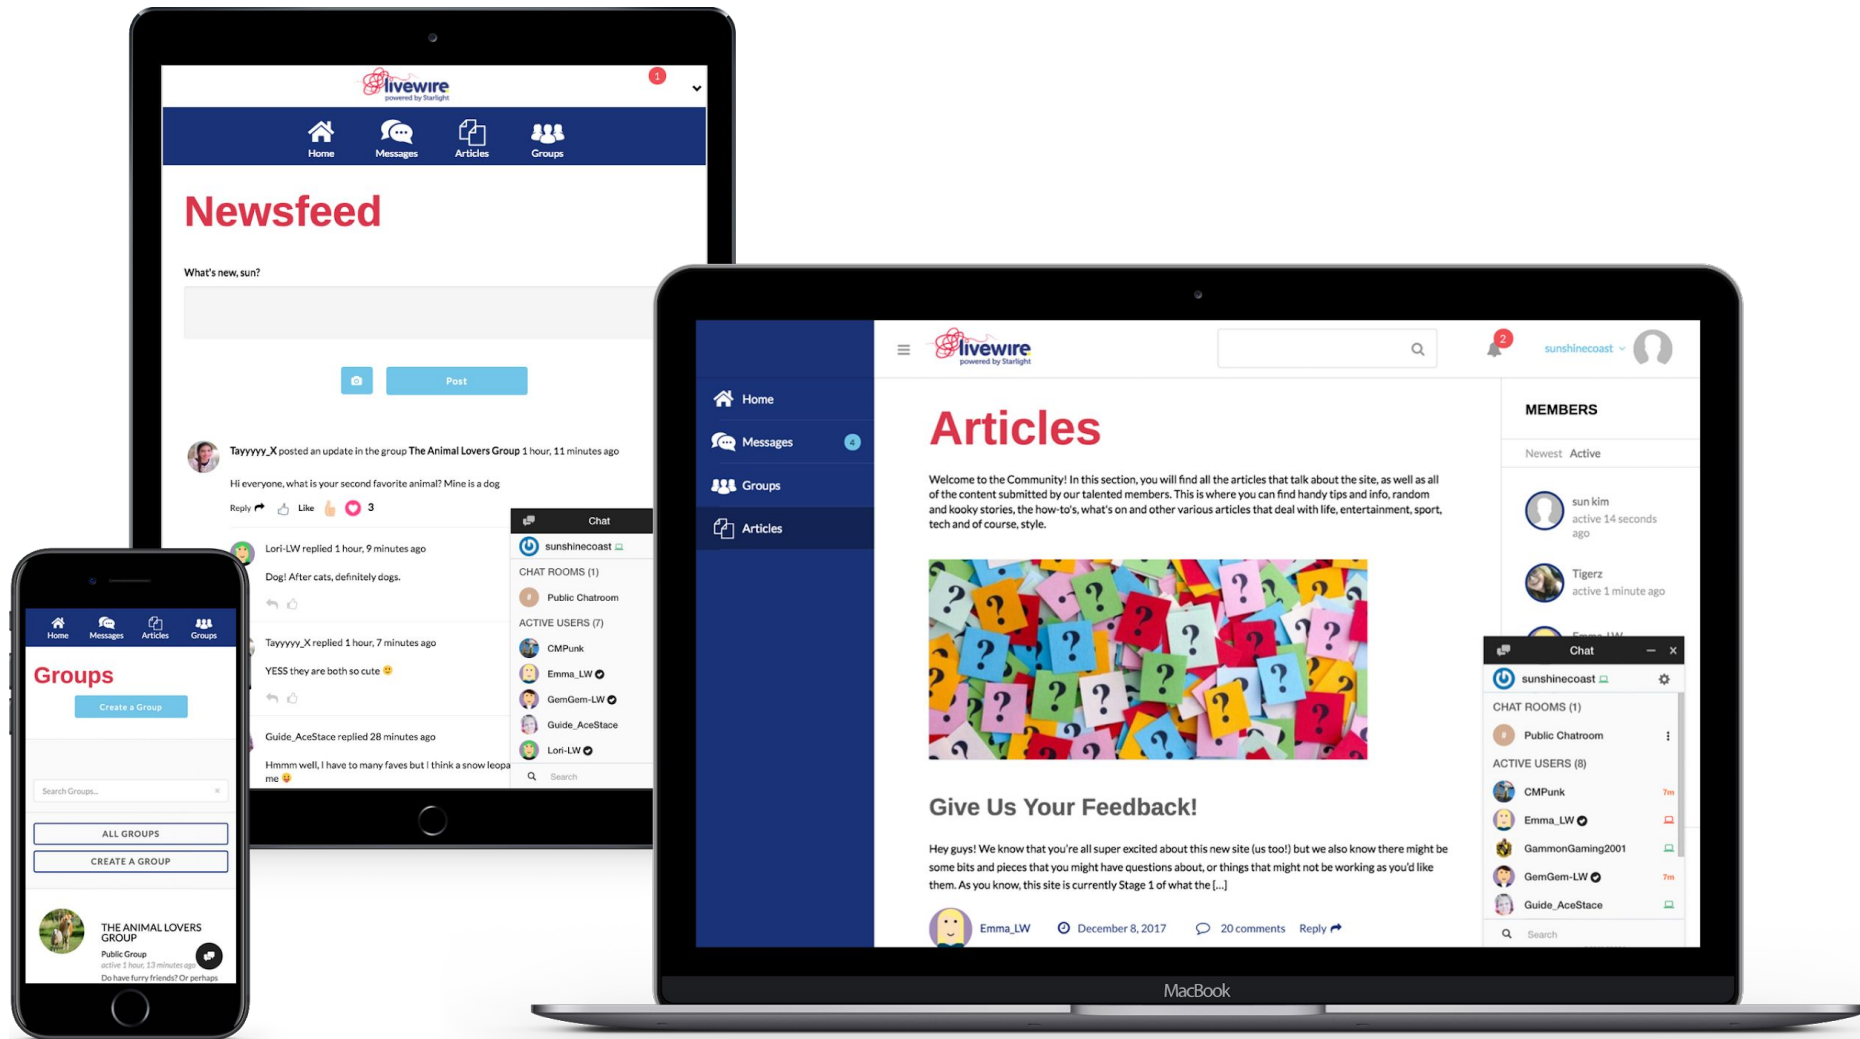 livewire
powered by Starlight
1
Home
Messages
Articles
Groups
Newsfeed
What's new, sun?
Post
Tayyyyy_X posted an update in the group The Animal Lovers Group 1 hour, 11 minutes ago
Hi everyone, what is your second favorite animal? Mine is a dog
Reply
Like
3
Lori-LW replied 1 hour, 9 minutes ago
Dog! After cats, definitely dogs.
Tayyyyy_X replied 1 hour, 7 minutes ago
YESS they are both so cute
Guide_AceStace replied 28 minutes ago
Hmmm well, I have to many faves but I think a snow leopa
me
Chat
sunshinecoast
CHAT ROOMS (1)
#
Public Chatroom
ACTIVE USERS (7)
CMPunk
Emma_LW
GemGem-LW
Guide_AceStace
Lori-LW
Search
Home
Messages
Articles
Groups
Groups
Create a Group
Search Groups...
×
ALL GROUPS
CREATE A GROUP
THE ANIMAL LOVERS
GROUP
Public Group
active 1 hour, 13 minutes ago
Do have furry friends? Or perhaps
Home
Messages
4
Groups
Articles
livewire
powered by Starlight
2
sunshinecoast
Articles
Welcome to the Community! In this section, you will find all the articles that talk about the site, as well as all
of the content submitted by our talented members. This is where you can find handy tips and info, random
and kooky stories, the how-to's, what's on and other various articles that deal with life, entertainment, sport,
tech and of course, style.
Give Us Your Feedback!
Hey guys! We know that you're all super excited about this new site (us too!) but we also know there might be
some bits and pieces that you might have questions about, or things that might not be working as you'd like
them. As you know, this site is currently Stage 1 of what the [...]
Emma_LW
December 8, 2017
20 comments
Reply
MEMBERS
Newest Active
sun kim
active 14 seconds
ago
Tigerz
active 1 minute ago
Chat
– x
sunshinecoast
CHAT ROOMS (1)
#
Public Chatroom
ACTIVE USERS (8)
CMPunk
7m
Emma_LW
GammonGaming2001
GemGem-LW
7m
Guide_AceStace
Search
MacBook